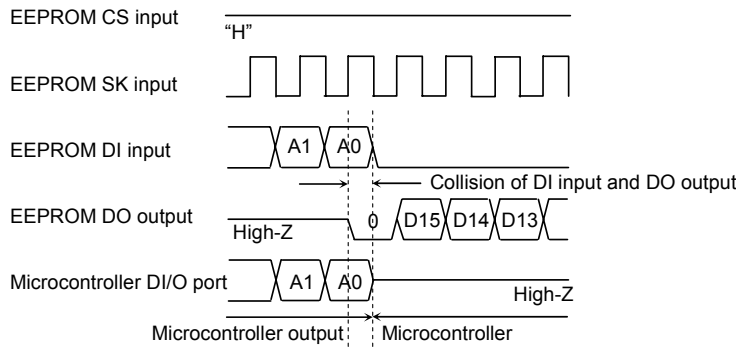 EEPROM CS input
“H”
EEPROM SK input
EEPROM DI input
A1 A0
Collision of DI input and DO output
EEPROM DO output
High-Z
0 D15 D14 D13
Microcontroller DI/O port
A1 A0
High-Z
Microcontroller output Microcontroller